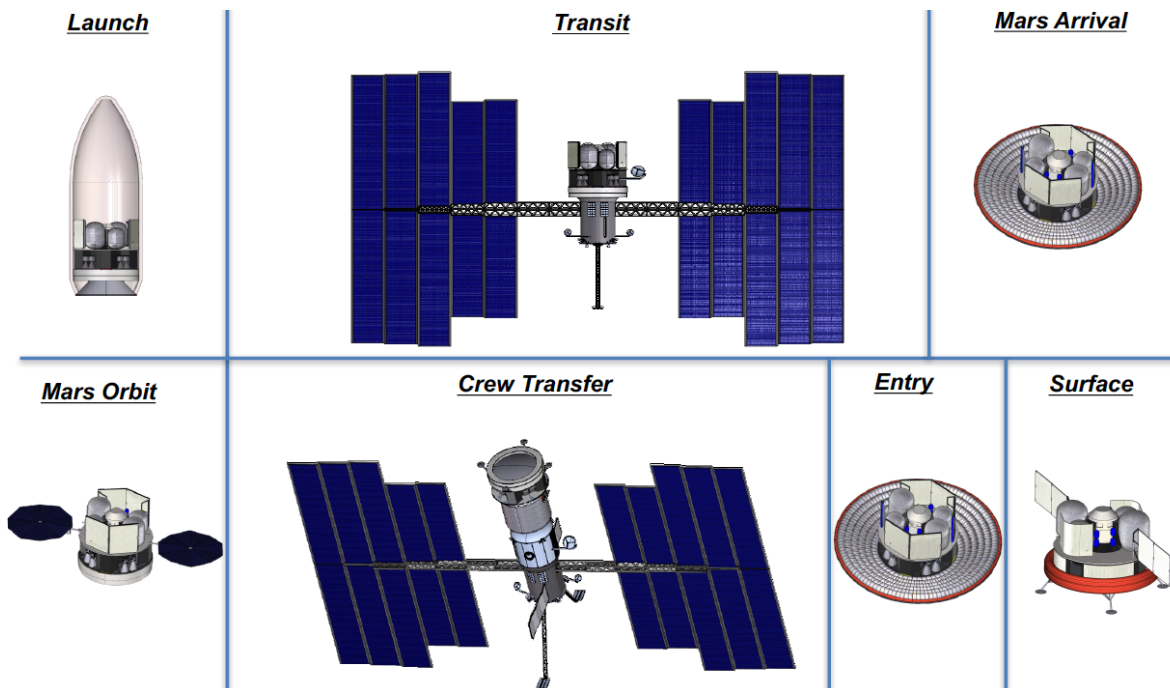 Launch
Transit
Mars Arrival
Mars Orbit
Crew Transfer
Entry
Surface